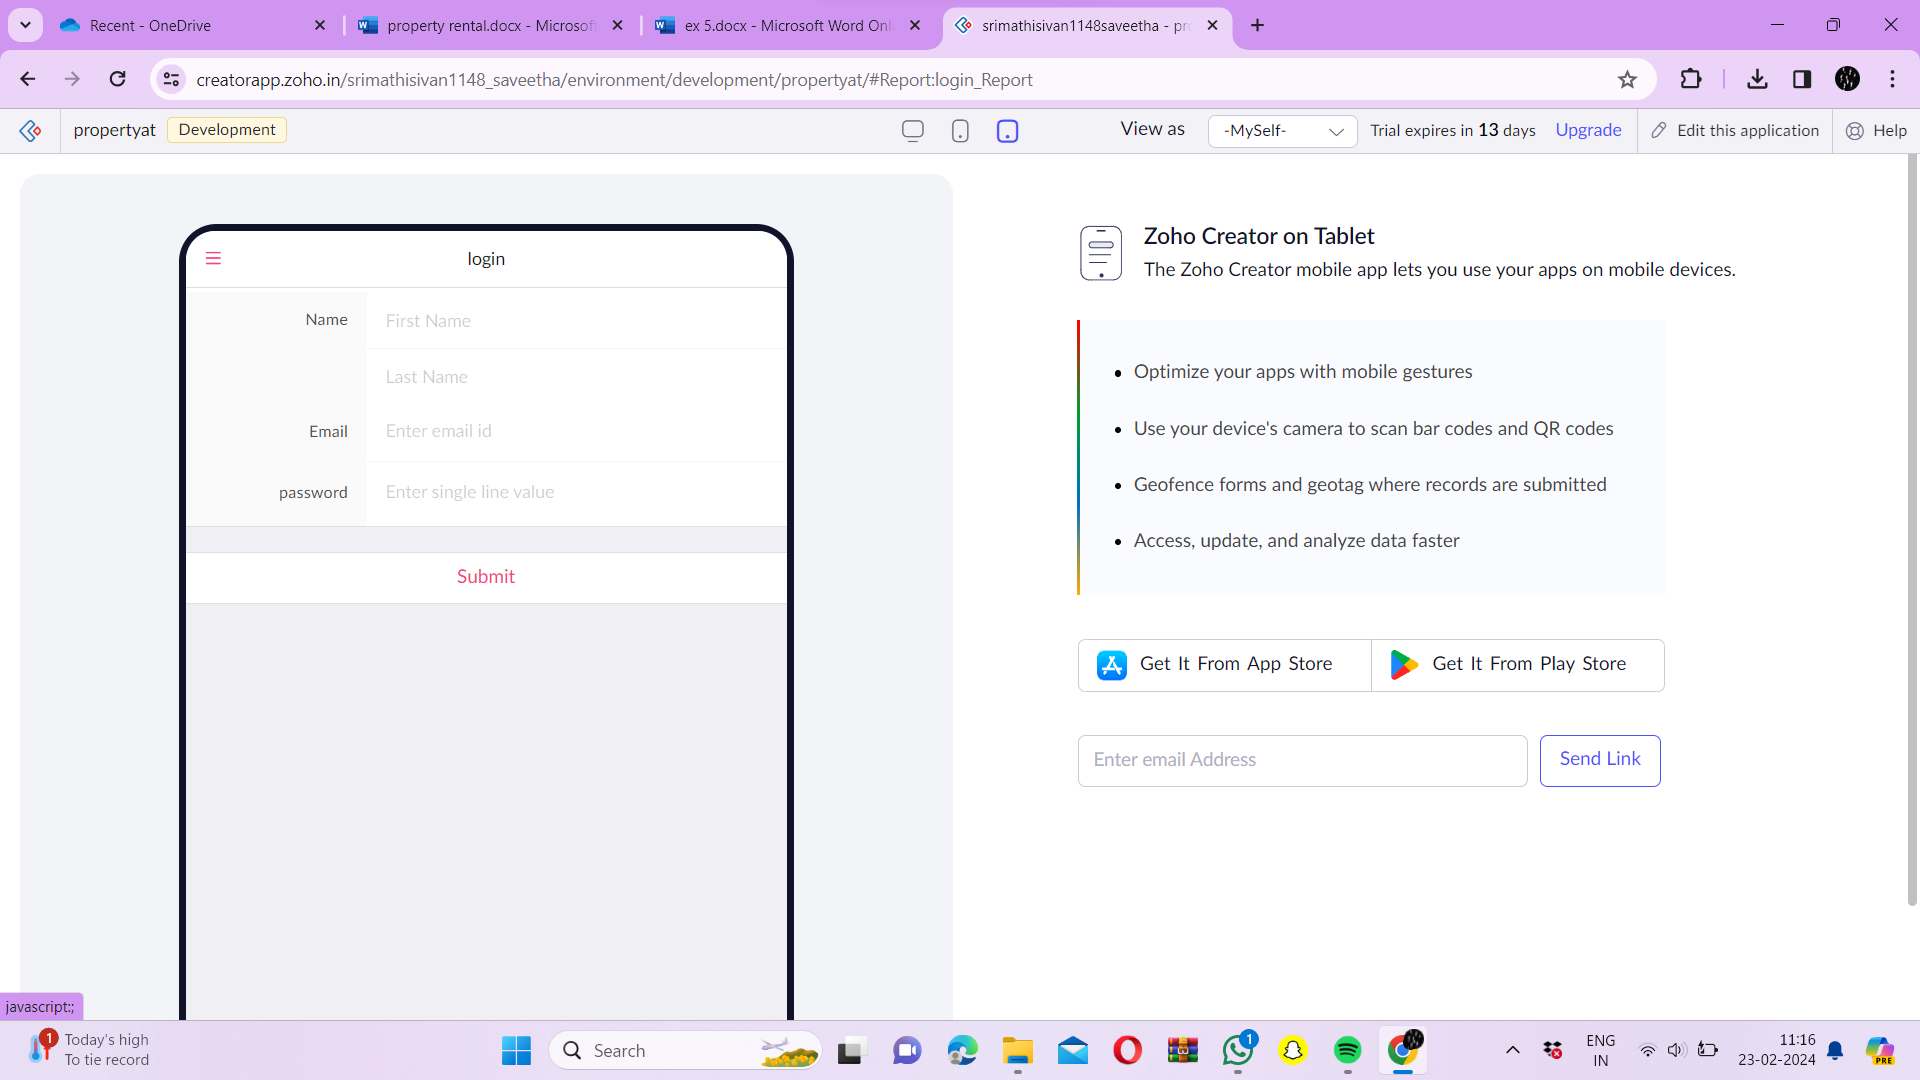 Recent - OneDrive
property rental.docx - Microsoft
ex 5.docx - Microsoft Word Onli
srimathisivan1148saveetha - pro
creatorapp.zoho.in/srimathisivan1148_saveetha/environment/development/propertyat/#Report:login_Report
propertyat
Development
View as
-MySelf-
Trial expires in 13 days
Upgrade
Edit this application
Help
login
Name
First Name
Last Name
Email
Enter email id
password
Enter single line value
Submit
Zoho Creator on Tablet
The Zoho Creator mobile app lets you use your apps on mobile devices.
Optimize your apps with mobile gestures
Use your device's camera to scan bar codes and QR codes
Geofence forms and geotag where records are submitted
Access, update, and analyze data faster
Get It From App Store
Get It From Play Store
Enter email Address
Send Link
javascript:;
1
Today's high
To tie record
Search
1
ENG
IN
11:16
23-02-2024
PRE